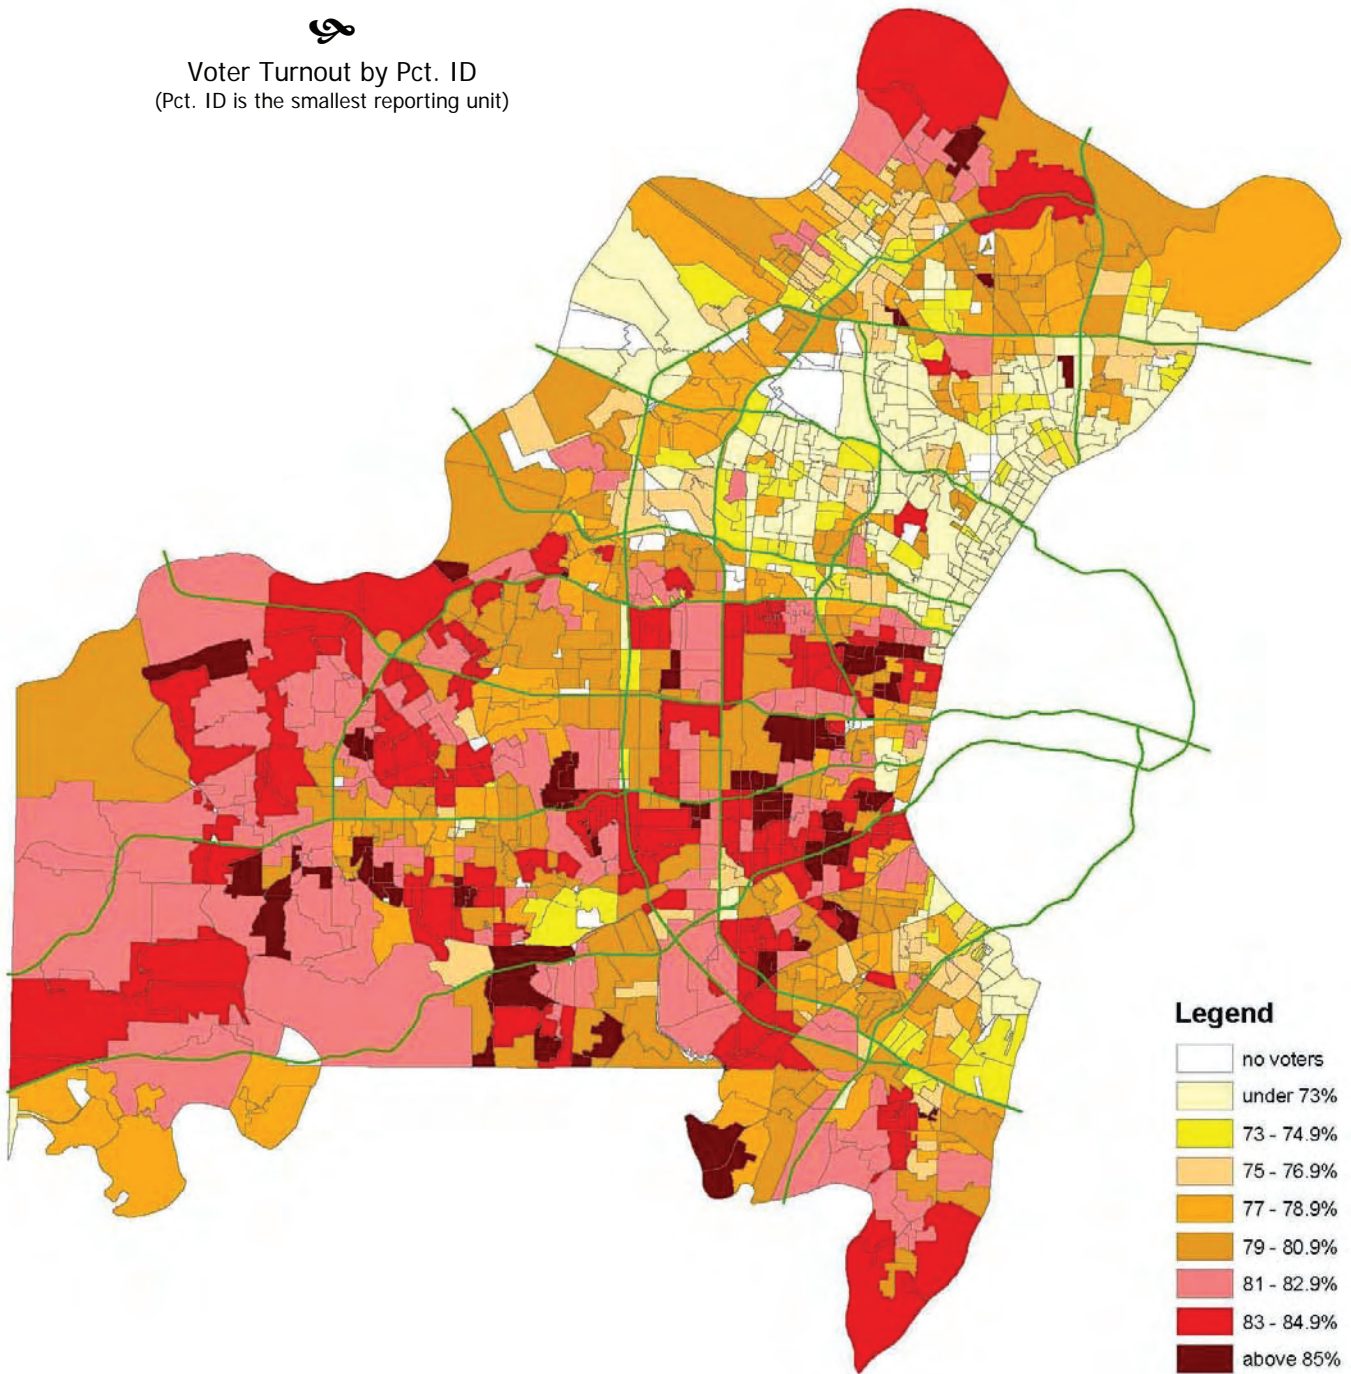 Voter Turnout by Pct. ID
(Pct. ID is the smallest reporting unit)
Legend
no voters
under 73%
73 - 74.9%
75 - 76.9%
77 - 78.9%
79 - 80.9%
81 - 82.9%
83 - 84.9%
above 85%